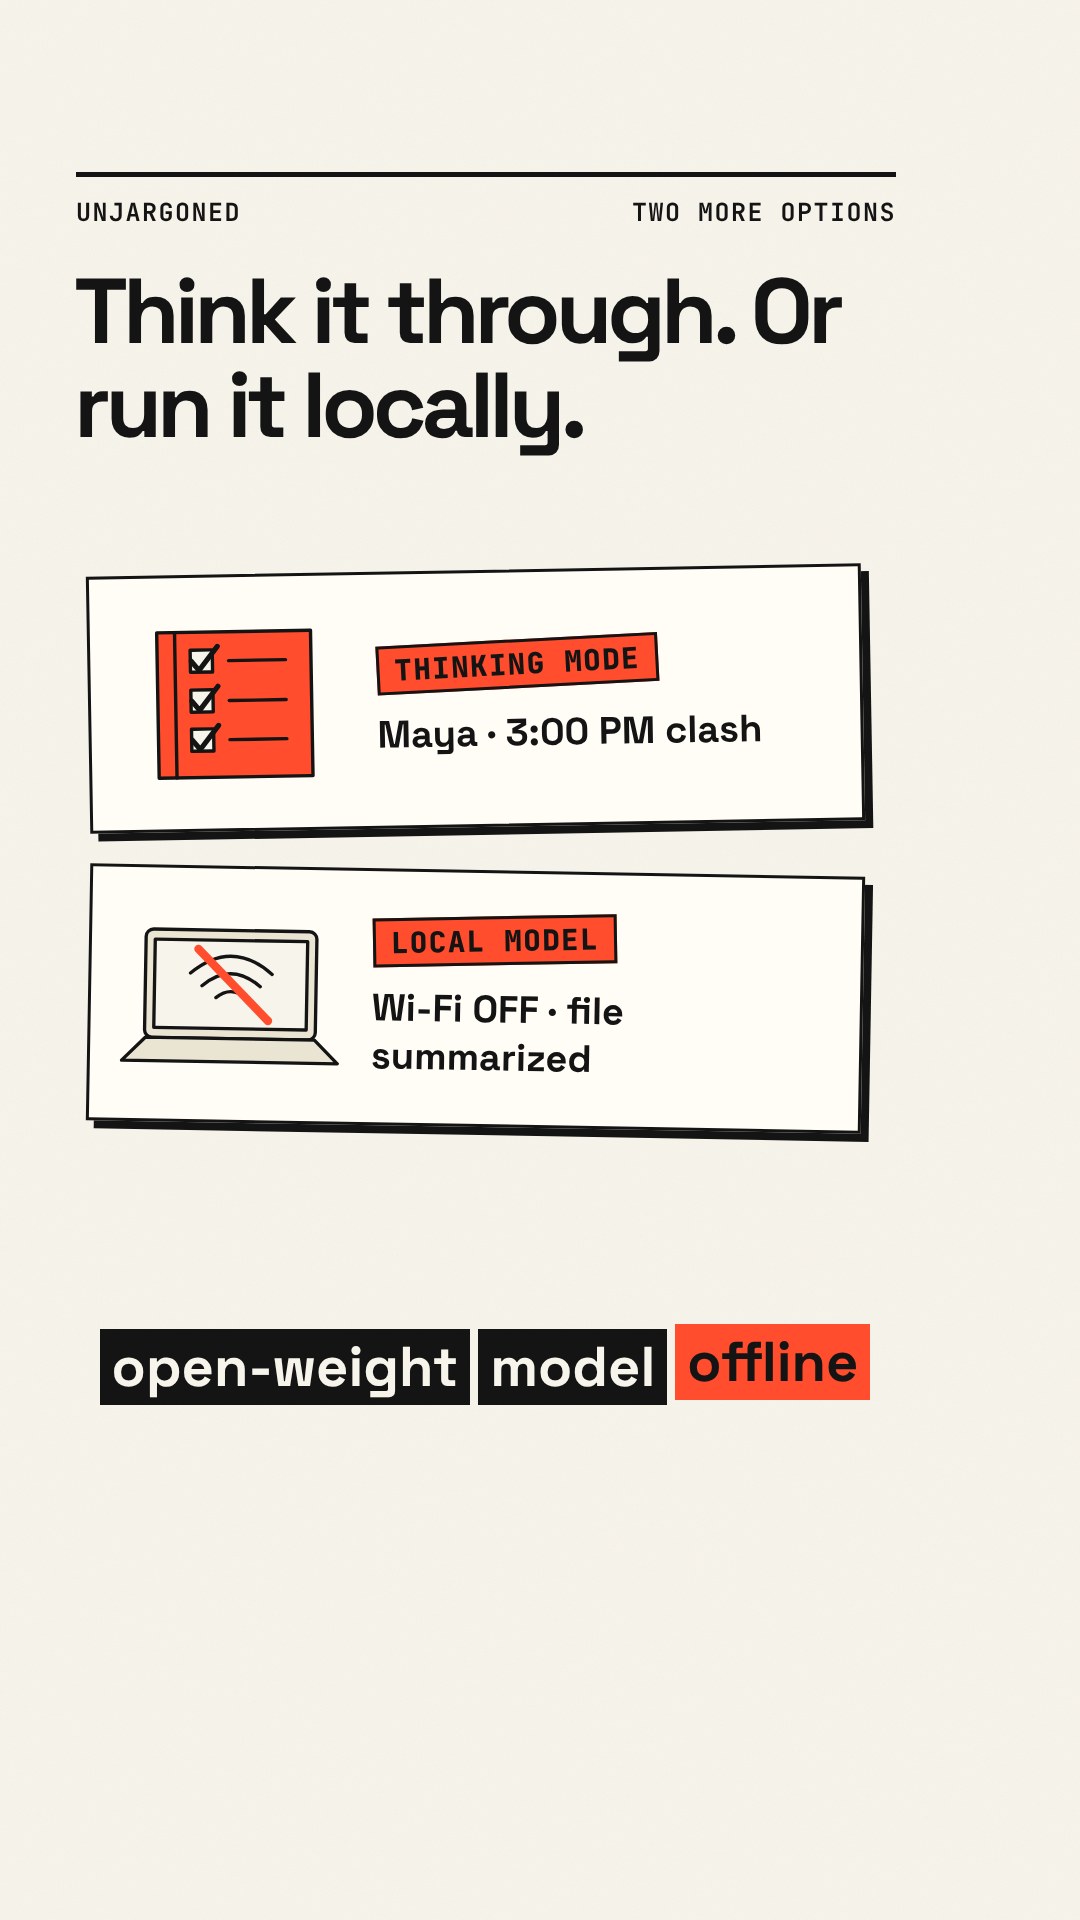 UNJARGONED
TWO MORE OPTIONS
Think it through. Or
run it locally.
THINKING MODE
Maya · 3:00 PM clash
LOCAL MODEL
Wi-Fi OFF · file
summarized
open-weight model offline